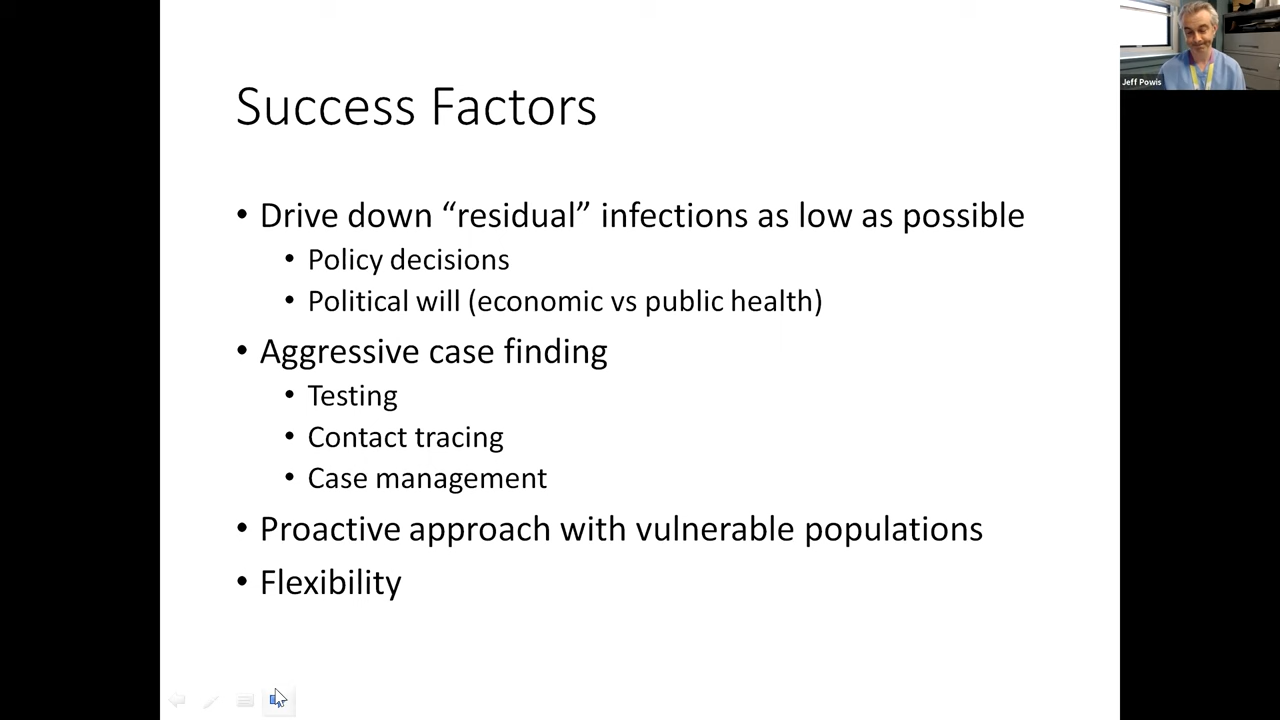 Jeff Powis
Success Factors
• Drive down “residual” infections as low as possible
• Policy decisions
• Political will (economic vs public health)
• Aggressive case finding
• Testing
• Contact tracing
• Case management
• Proactive approach with vulnerable populations
• Flexibility